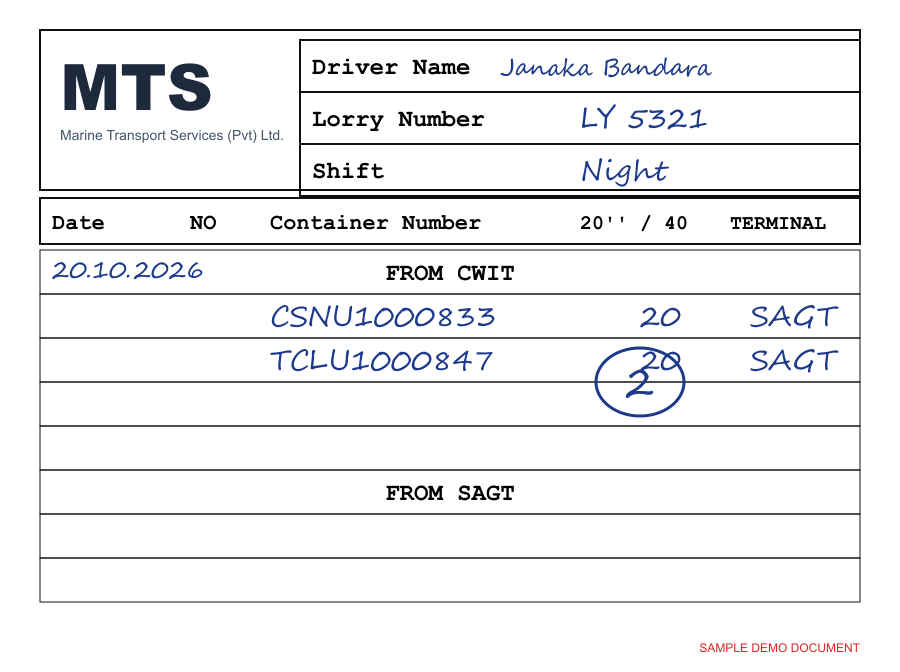 MTS
Marine Transport Services (Pvt) Ltd.
Driver Name Janaka Bandara
Lorry Number LY 5321
Shift Night
Date NO Container Number 20'' / 40 TERMINAL
20.10.2026 FROM CWIT
CSNU1000833 20 SAGT
TCLU1000847 20 SAGT
2
FROM SAGT
SAMPLE DEMO DOCUMENT